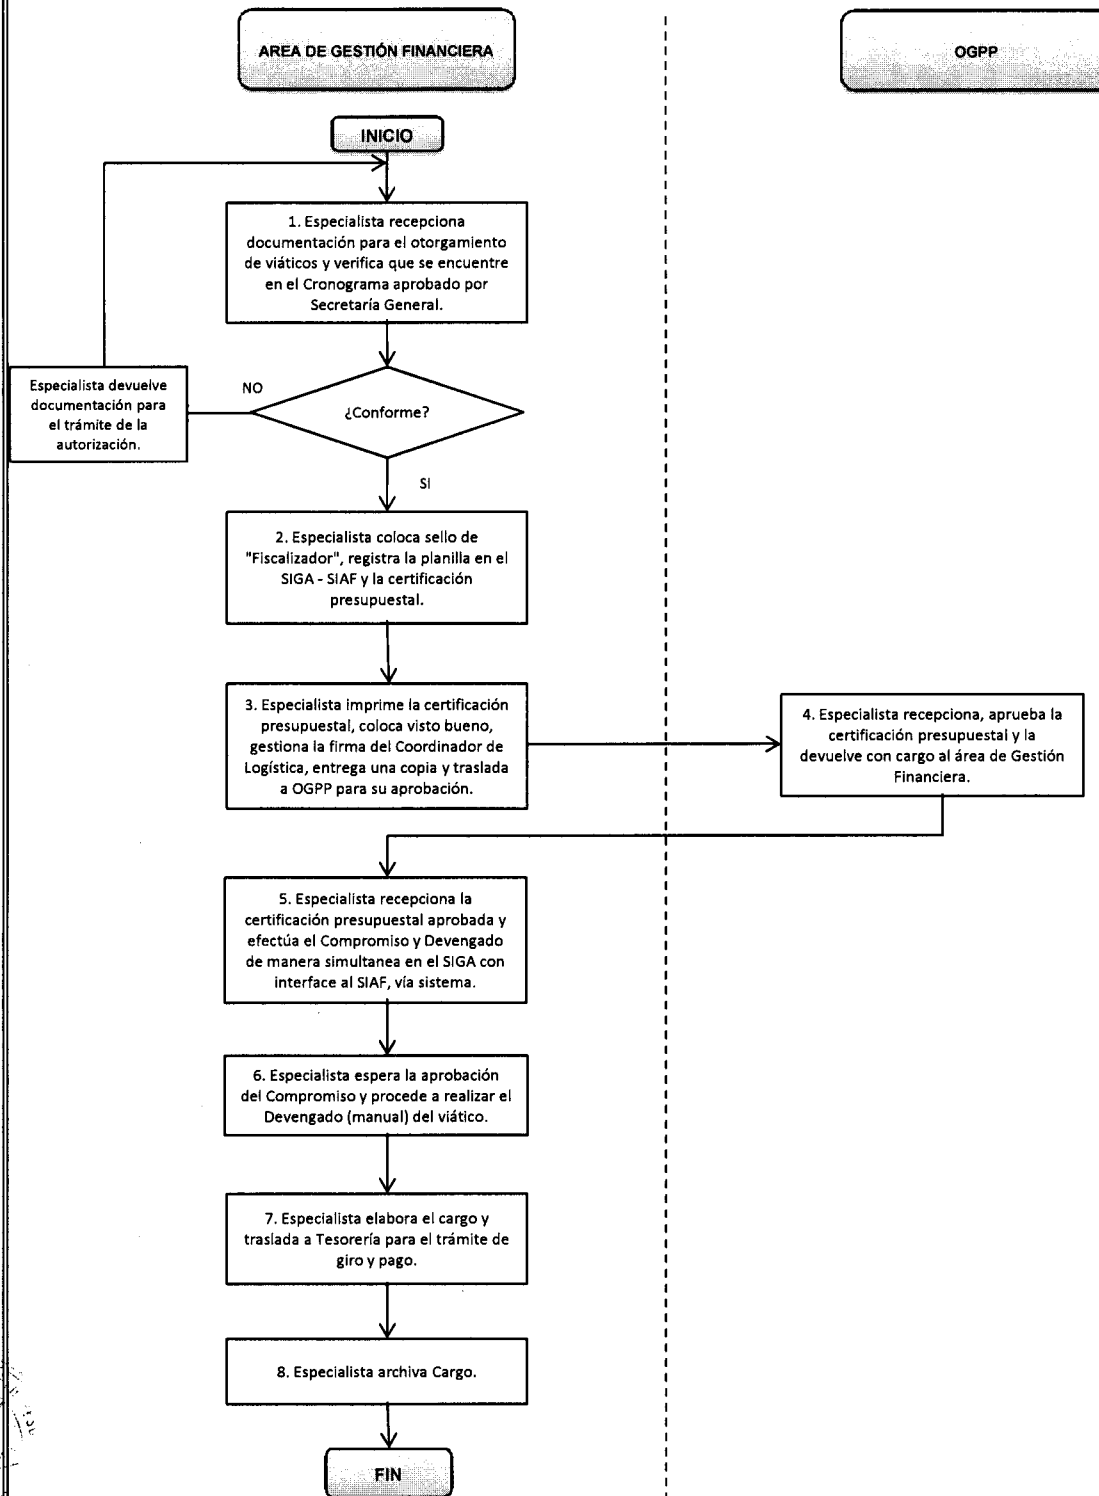 AREA DE GESTIÓN FINANCIERA
OGPP
INICIO
1. Especialista recepciona
documentación para el otorgamiento
de viáticos y verifica que se encuentre
en el Cronograma aprobado por
Secretaría General.
Especialista devuelve
documentación para
el trámite de la
autorización.
NO
¿Conforme?
SI
2. Especialista coloca sello de
"Fiscalizador", registra la planilla en el
SIGA - SIAF y la certificación
presupuestal.
3. Especialista imprime la certificación
presupuestal, coloca visto bueno,
gestiona la firma del Coordinador de
Logística, entrega una copia y traslada
a OGPP para su aprobación.
4. Especialista recepciona, aprueba la
certificación presupuestal y la
devuelve con cargo al área de Gestión
Financiera.
5. Especialista recepciona la
certificación presupuestal aprobada y
efectúa el Compromiso y Devengado
de manera simultanea en el SIGA con
interface al SIAF, vía sistema.
6. Especialista espera la aprobación
del Compromiso y procede a realizar el
Devengado (manual) del viático.
7. Especialista elabora el cargo y
traslada a Tesorería para el trámite de
giro y pago.
8. Especialista archiva Cargo.
FIN